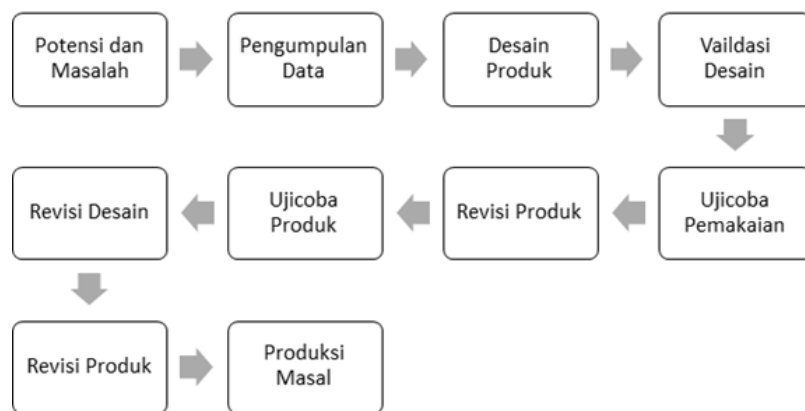 Potensi dan
Masalah
Pengumpulan
Data
Desain
Produk
Vaildasi
Desain
Revisi Desain
Ujicoba
Produk
Revisi Produk
Ujicoba
Pemakaian
Revisi Produk
Produksi
Masal